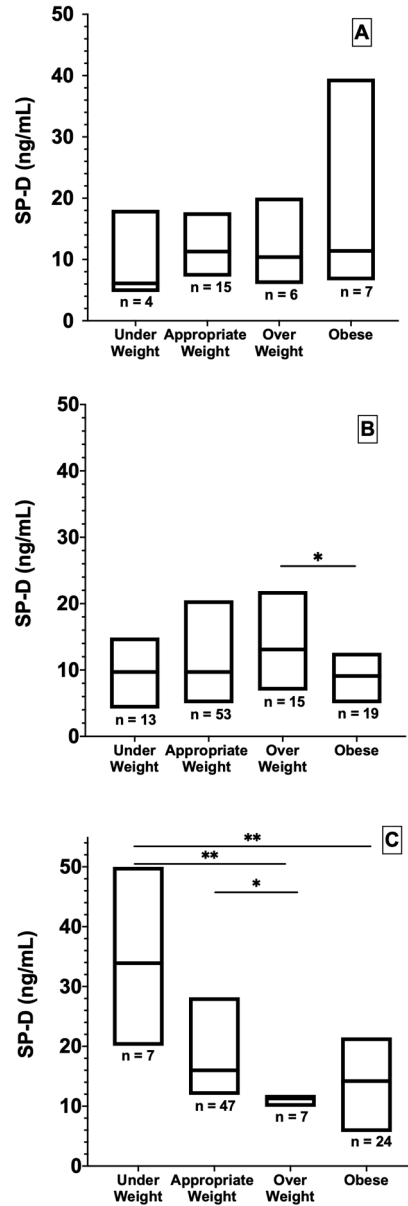 A
50
40
30
20
10
0
SP-D (ng/mL)
n = 4
n = 15
n = 6
n = 7
Under Weight
Appropriate Weight
Over Weight
Obese
B
50
40
30
20
10
0
SP-D (ng/mL)
*
n = 13
n = 53
n = 15
n = 19
Under Weight
Appropriate Weight
Over Weight
Obese
C
**
**
*
50
40
30
20
10
0
SP-D (ng/mL)
n = 7
n = 47
n = 7
n = 24
Under Weight
Appropriate Weight
Over Weight
Obese